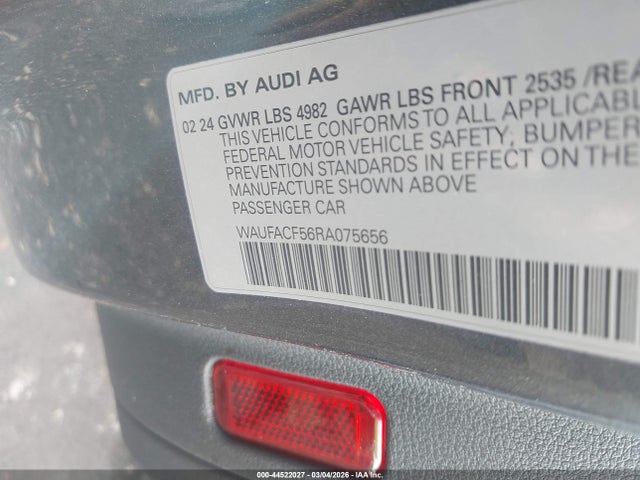 MFD. BY AUDI AG
02 24 GVWR LBS 4982 GAWR LBS FRONT 2535 /REA
THIS VEHICLE CONFORMS TO ALL APPLICABL
FEDERAL MOTOR VEHICLE SAFETY, BUMPER
PREVENTION STANDARDS IN EFFECT ON THE
MANUFACTURE SHOWN ABOVE
PASSENGER CAR
WAUFACF56RA075656
000-44522027 - 03/04/2026 - COPART